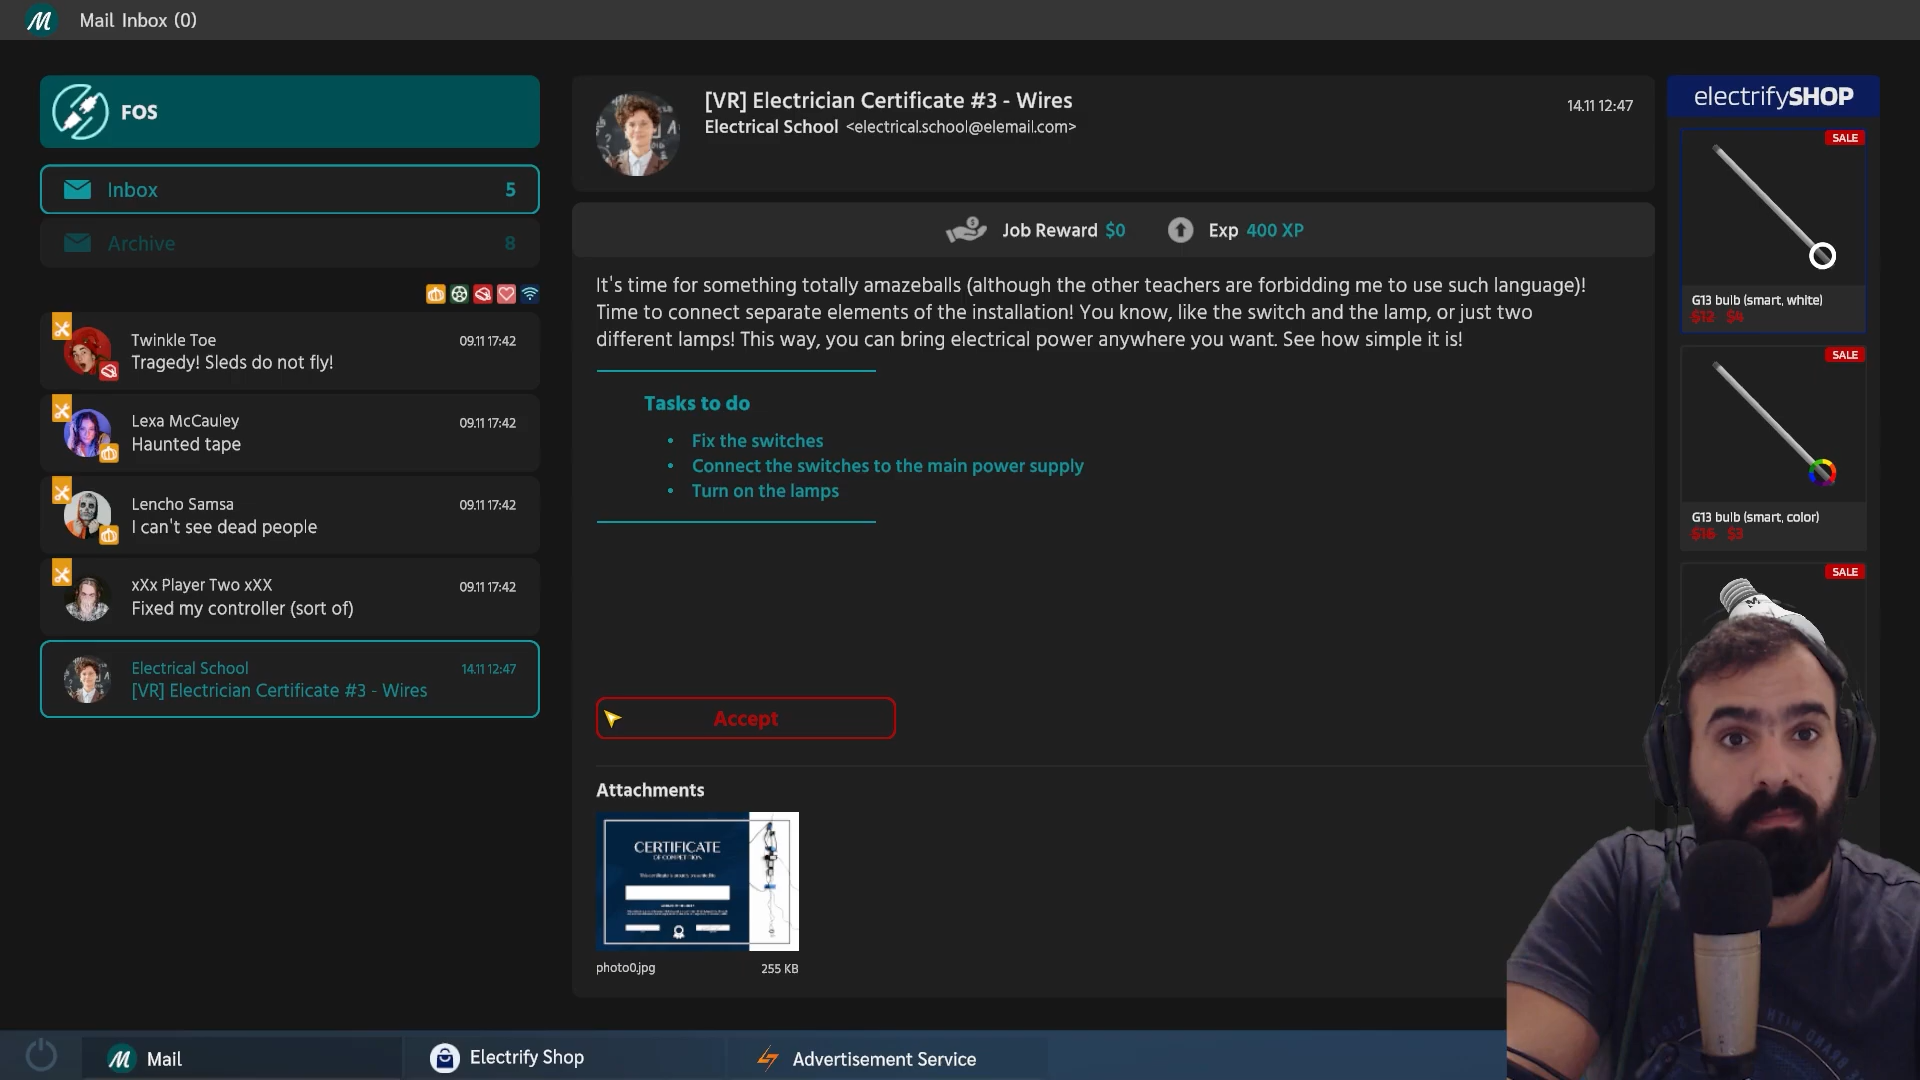 Mail Inbox (0)
FOS
Inbox 5
Archive 8
Twinkle Toe 09.11 17:42
Tragedy! Sleds do not fly!
Lexa McCauley 09.11 17:42
Haunted tape
Lencho Samsa 09.11 17:42
I can't see dead people
xXx Player Two xXX 09.11 17:42
Fixed my controller (sort of)
Electrical School 14.11 12:47
[VR] Electrician Certificate #3 - Wires
[VR] Electrician Certificate #3 - Wires 14.11 12:47
Electrical School <electrical.school@elemail.com>
Job Reward $0 Exp 400 XP
It's time for something totally amazeballs (although the other teachers are forbidding me to use such language)!
Time to connect separate elements of the installation! You know, like the switch and the lamp, or just two
different lamps! This way, you can bring electrical power anywhere you want. See how simple it is!
Tasks to do
• Fix the switches
• Connect the switches to the main power supply
• Turn on the lamps
Accept
Attachments
CERTIFICATE
photo0.jpg 255 KB
electrifySHOP
SALE
G13 bulb (smart, white)
$12 $4
SALE
G13 bulb (smart, color)
$16 $3
SALE
Mail
Electrify Shop
Advertisement Service